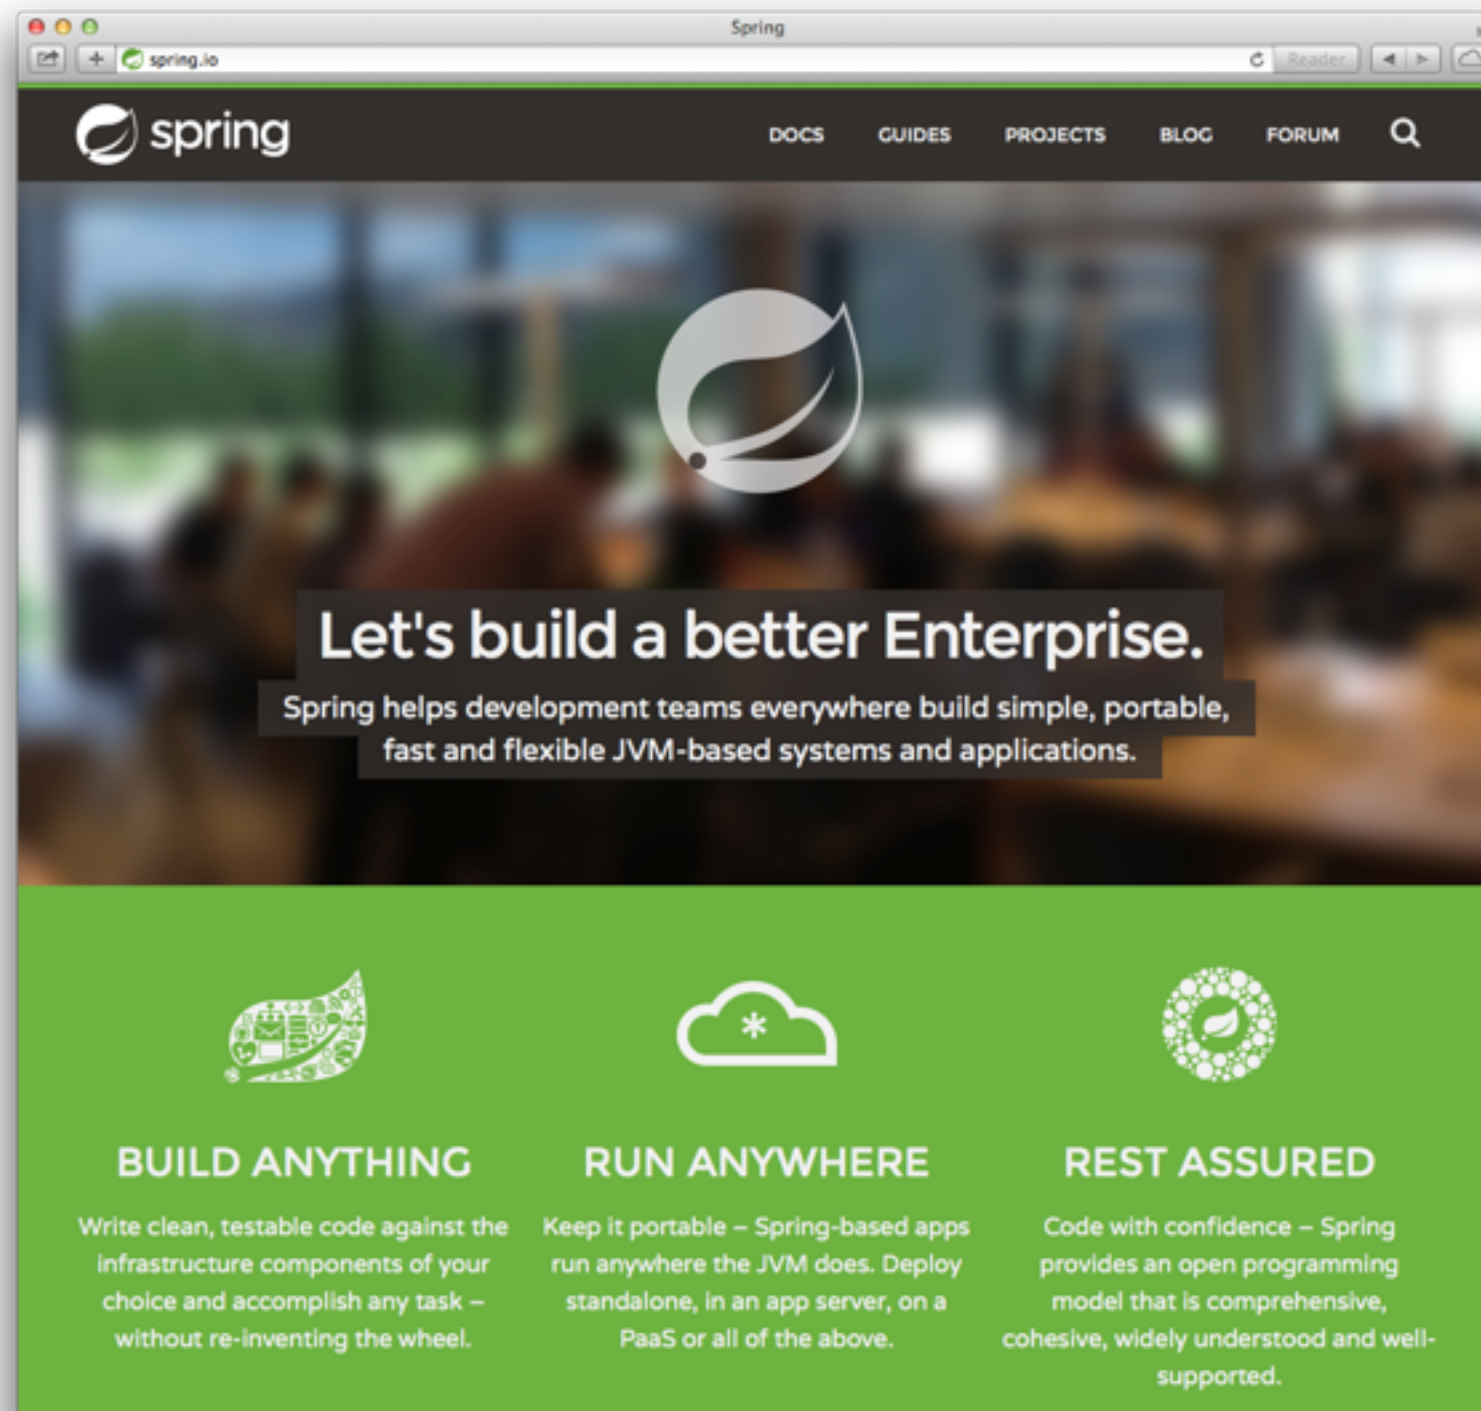 Spring
spring.io
Reader
spring
DOCS GUIDES PROJECTS BLOG FORUM
Let's build a better Enterprise.
Spring helps development teams everywhere build simple, portable,
fast and flexible JVM-based systems and applications.
BUILD ANYTHING
Write clean, testable code against the
infrastructure components of your
choice and accomplish any task –
without re-inventing the wheel.
RUN ANYWHERE
Keep it portable – Spring-based apps
run anywhere the JVM does. Deploy
standalone, in an app server, on a
PaaS or all of the above.
REST ASSURED
Code with confidence – Spring
provides an open programming
model that is comprehensive,
cohesive, widely understood and well-
supported.